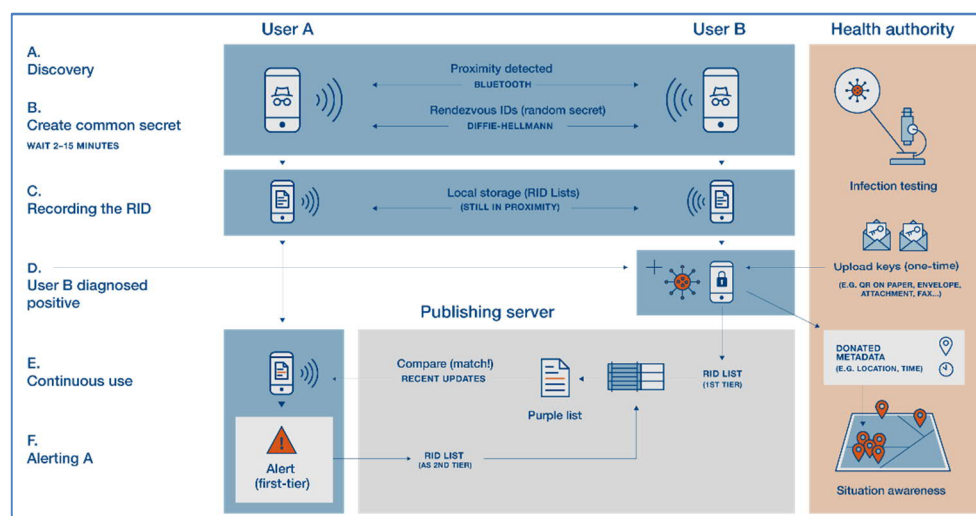 User A
User B
Health authority
A.
Discovery
Proximity detected
BLUETOOTH
B.
Create common secret
WAIT 2–15 MINUTES
Rendezvous IDs (random secret)
DIFFIE-HELLMANN
Infection testing
C.
Recording the RID
Local storage (RID Lists)
(STILL IN PROXIMITY)
D.
User B diagnosed
positive
Upload keys (one-time)
(E.G. QR ON PAPER, ENVELOPE,
ATTACHMENT, FAX...)
Publishing server
E.
Continuous use
Compare (match!)
RECENT UPDATES
Purple list
RID LIST
(1ST TIER)
DONATED
METADATA
(E.G. LOCATION, TIME)
F.
Alerting A
Alert
(first-tier)
RID LIST
(AS 2ND TIER)
Situation awareness